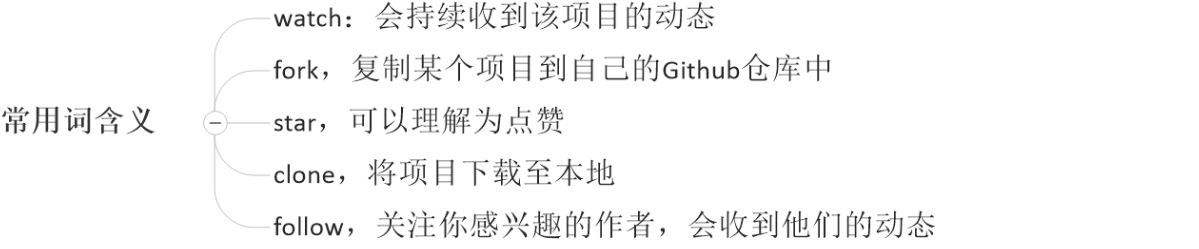 watch：会持续收到该项目的动态
fork，复制某个项目到自己的Github仓库中
常用词含义
star，可以理解为点赞
clone，将项目下载至本地
follow，关注你感兴趣的作者，会收到他们的动态